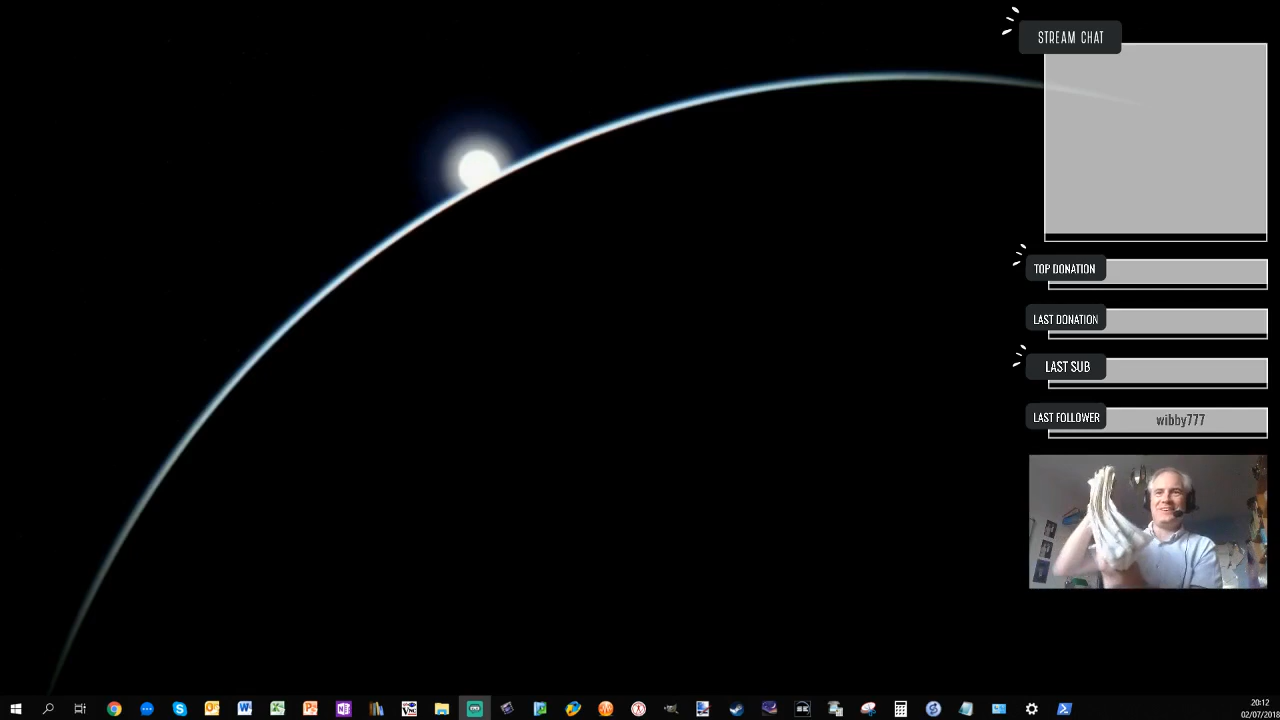 STREAM CHAT
TOP DONATION
LAST DONATION
LAST SUB
LAST FOLLOWER
wibby777
20:12
02/07/2018